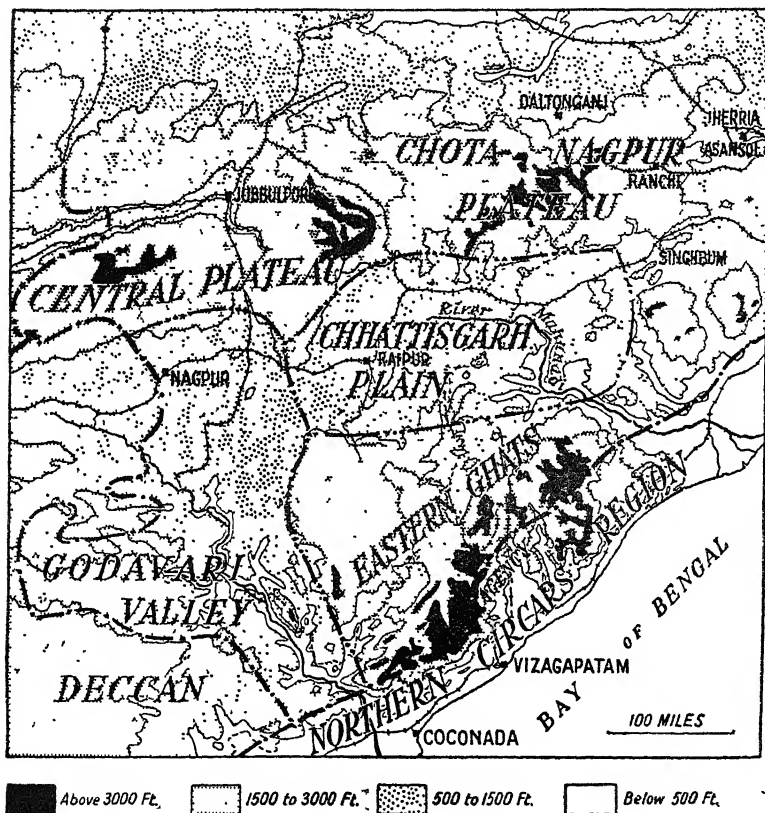 DALTONGANJ
JHERRIA
ASANSOL
CHOTA NAGPUR
RANCHI
PLATEAU
JUBBULPORE
SINGHBUM
CENTRAL PLATEAU
River
CHHATTISGARH
RAIPUR
PLAIN
NAGPUR
EASTERN GHATS
GODAVARI
VALLEY
NORTHERN CIRCARS REGION
BAY OF BENGAL
DECCAN
VIZAGAPATAM
COCONADA
100 MILES
Above 3000 Ft.
1500 to 3000 Ft.
500 to 1500 Ft.
Below 500 Ft.